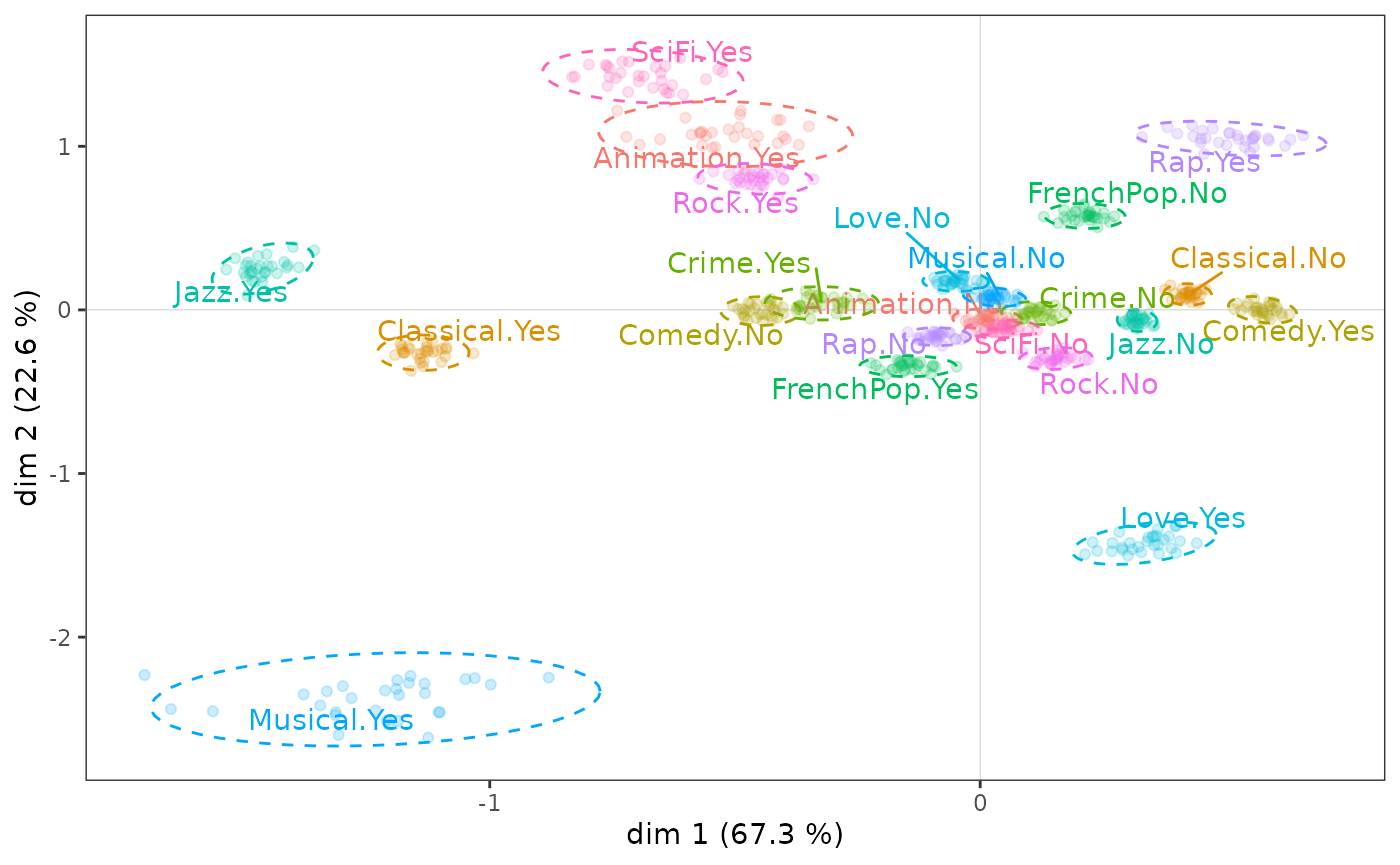 SciFi.Yes
1
Animation.Yes
Rap.Yes
Rock.Yes
FrenchPop.No
Love.No
Crime.Yes
Musical.No
Classical.No
Jazz.Yes
0
Animation.No
Crime.No
Classical.Yes
Comedy.No
Rap.No
SciFi.No
Jazz.No
Comedy.Yes
FrenchPop.Yes
Rock.No
-1
Love.Yes
-2
Musical.Yes
-1
0
dim 1 (67.3 %)
dim 2 (22.6 %)